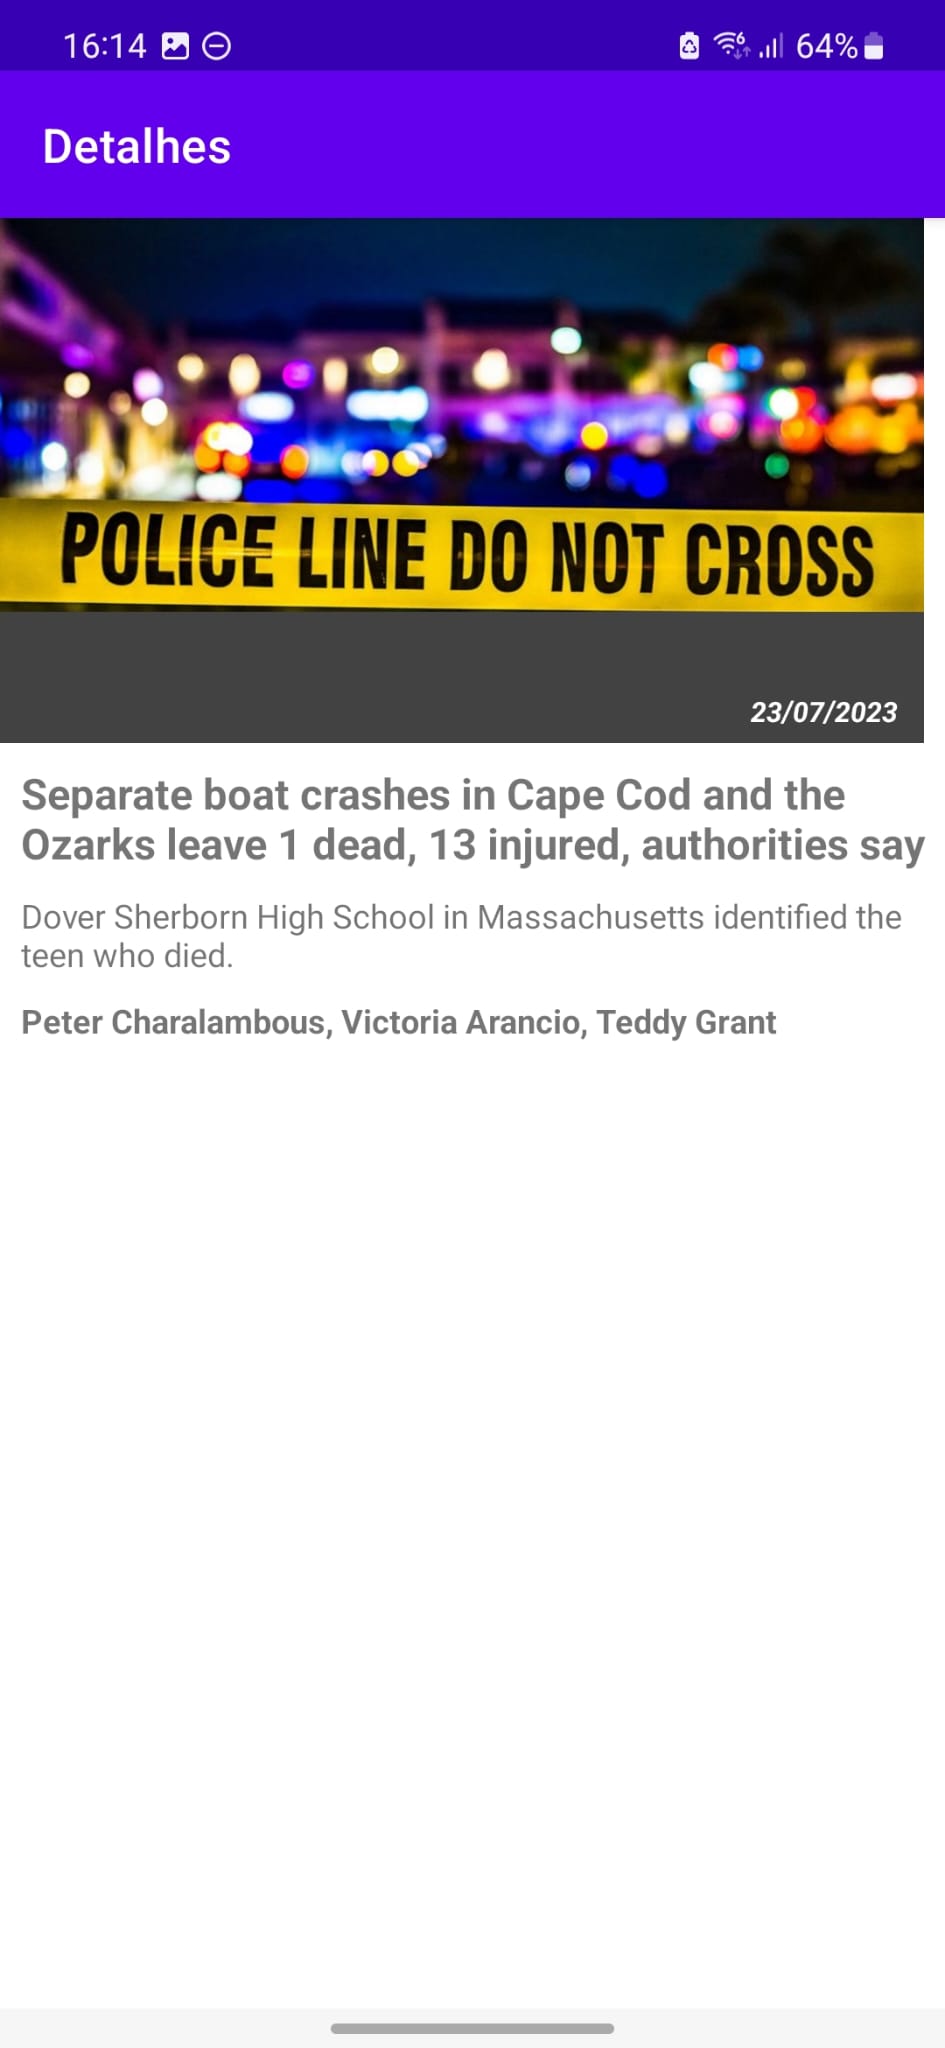 16:14
64%
Detalhes
POLICE LINE DO NOT CROSS
23/07/2023
Separate boat crashes in Cape Cod and the
Ozarks leave 1 dead, 13 injured, authorities say
Dover Sherborn High School in Massachusetts identified the
teen who died.
Peter Charalambous, Victoria Arancio, Teddy Grant